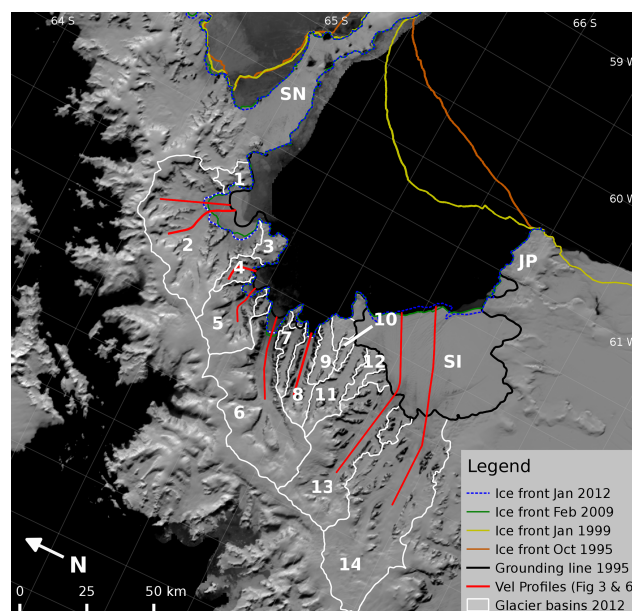 64 S
65 S
66 S
59 W
SN
1
60 W
2
3
JP
4
5
10
61 W
7
9
12
SI
8
11
6
Legend
13
Ice front Jan 2012
Ice front Feb 2009
Ice front Jan 1999
Ice front Oct 1995
N
14
Grounding line 1995
0
25
50 km
Vel Profiles (Fig 3 & 6
Glacier basins 2012